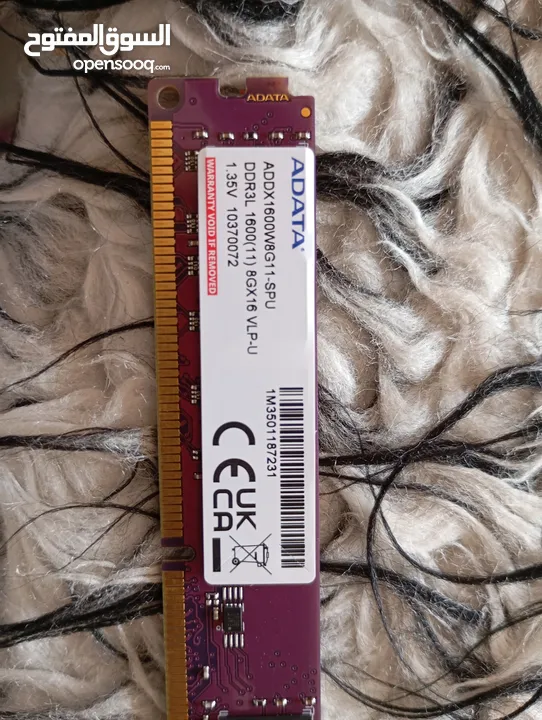 السوق المفتوح
opensooq.com
ADATA
ADATA
ADDX1600W8G11-SPU
DDR3L 1600(11) 8GX16 VLP-U
1.35V 10370072
WARRANTY VOID IF REMOVED
1M3501187231
CE
UK
CA